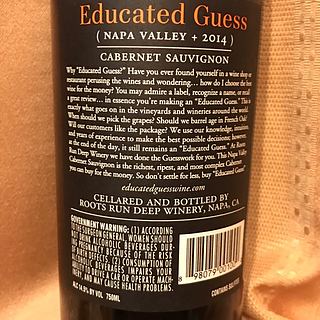 Educated Guess
( NAPA VALLEY + 2014 )
CABERNET SAUVIGNON
Why "Educated Guess?" Have you ever found yourself in a wine shop or
restaurant perusing the wines and wondering... how do I choose the best
wine for the money? You may admire a label, recognize a name, or recall
a great review... in essence you're making an "Educated Guess." This is
exactly what goes on in the vineyards and wineries around the world.
When should we pick the grapes? Should we barrel age in French Oak?
Will our customers like the package? We use our knowledge, intuition,
and years of experience to make the best possible decisions; however,
at the end of the day, it still remains an "Educated Guess." At Roots
Run Deep Winery we have done the Guesswork for you. This Napa Valley
Cabernet Sauvignon is the richest, ripest, and most complex Cabernet
you can buy for the money. So don't settle for less, buy "Educated Guess."
educatedguesswine.com
CELLARED AND BOTTLED BY
ROOTS RUN DEEP WINERY, NAPA, CA
GOVERNMENT WARNING: (1) ACCORDING
TO THE SURGEON GENERAL, WOMEN SHOULD
NOT DRINK ALCOHOLIC BEVERAGES DUR-
ING PREGNANCY BECAUSE OF THE RISK
OF BIRTH DEFECTS. (2) CONSUMPTION OF
ALCOHOLIC BEVERAGES IMPAIRS YOUR
ABILITY TO DRIVE A CAR OR OPERATE MACH-
INERY, AND MAY CAUSE HEALTH PROBLEMS.
ALC 14.9% BY VOL 750ML
CONTAINS SULFITES